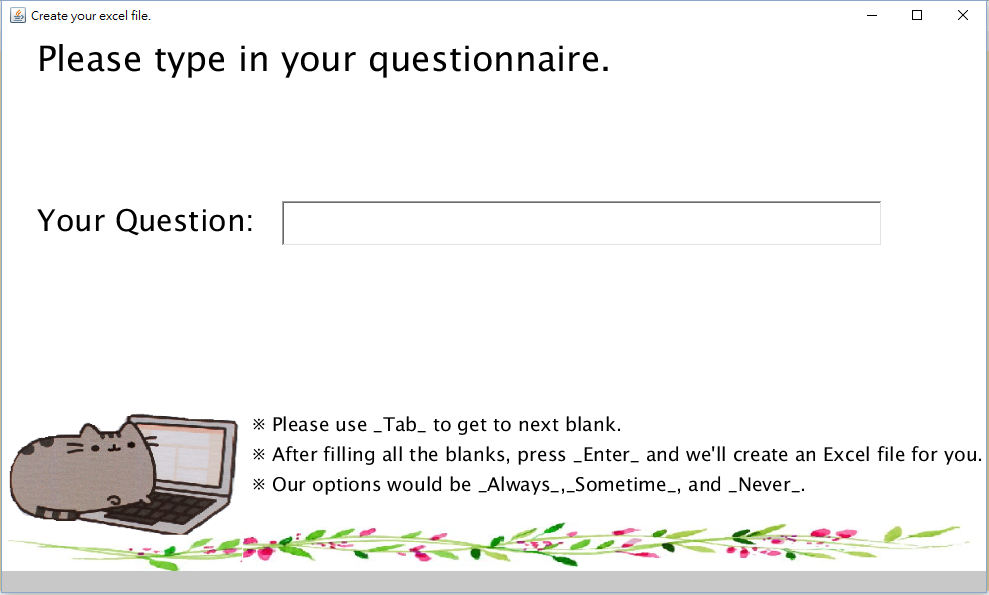 Create your excel file.
Please type in your questionnaire.
Your Question:
※ Please use _Tab_ to get to next blank.
※ After filling all the blanks, press _Enter_ and we'll create an Excel file for you.
※ Our options would be _Always_,_Sometime_, and _Never_.